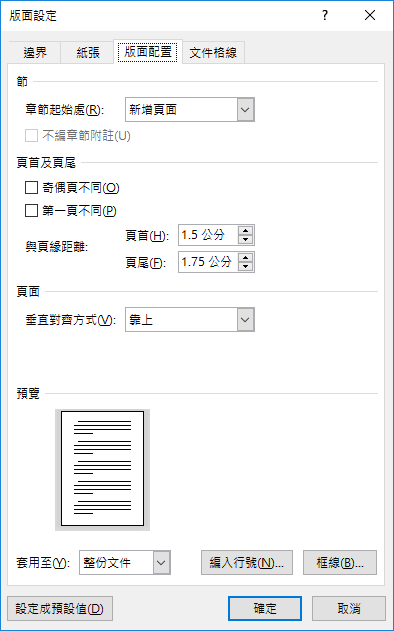 版面設定
邊界 紙張 版面配置 文件格線
節
章節起始處(R): 新增頁面
不編章節附註(U)
頁首及頁尾
奇偶頁不同(O)
第一頁不同(P)
與頁緣距離: 頁首(H): 1.5 公分
頁尾(F): 1.75 公分
頁面
垂直對齊方式(V): 靠上
預覽
套用至(Y): 整份文件 編入行號(N)... 框線(B)...
設定成預設值(D) 確定 取消